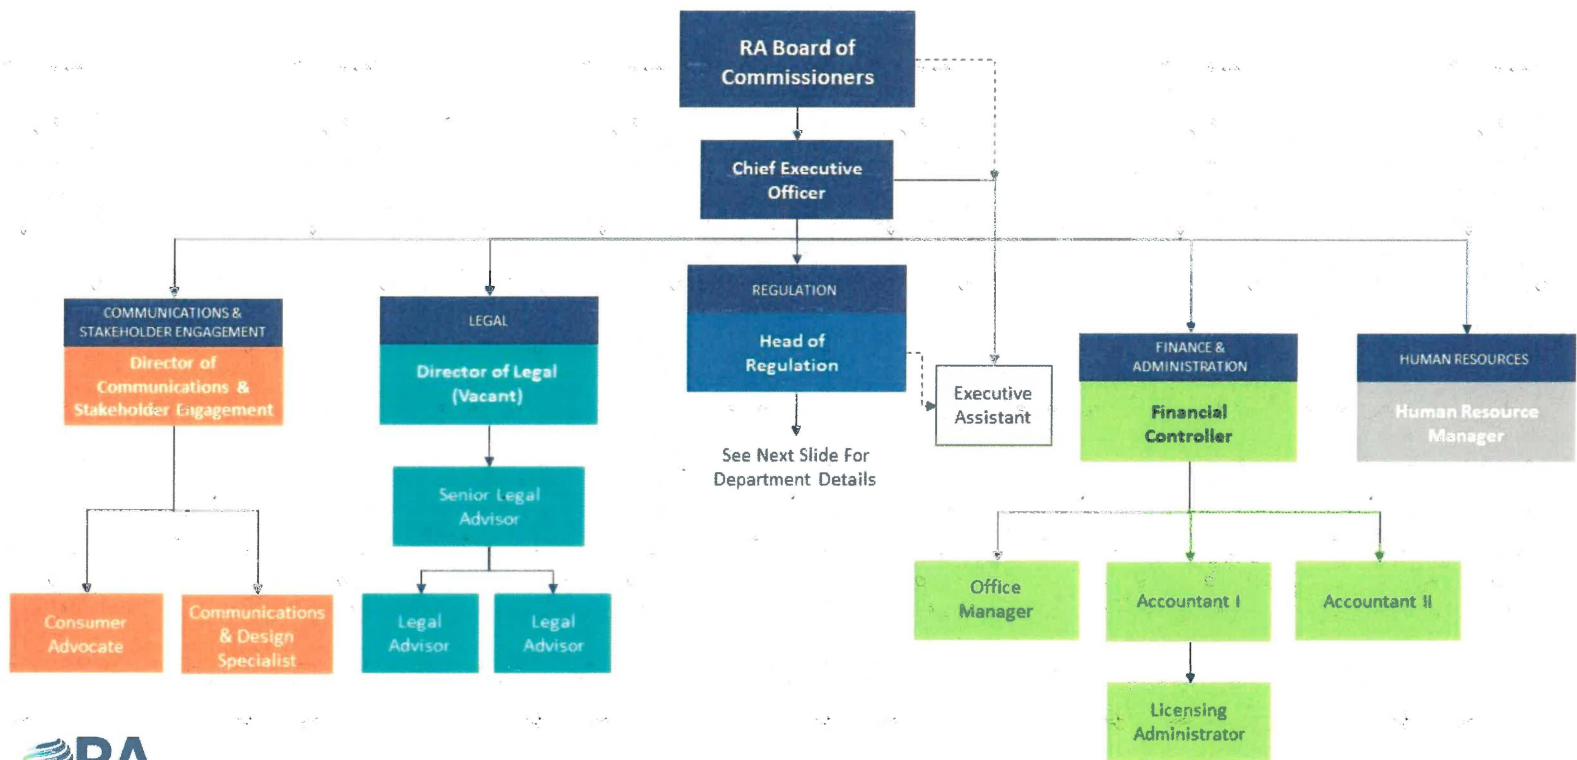 RA Board of
Commissioners
Chief Executive
Officer
COMMUNICATIONS &
STAKEHOLDER ENGAGEMENT
Director of
Communications &
Stakeholder Engagement
LEGAL
Director of Legal
(Vacant)
REGULATION
Head of
Regulation
Executive
Assistant
FINANCE &
ADMINISTRATION
Financial
Controller
HUMAN RESOURCES
Human Resource
Manager
See Next Slide For
Department Details
Senior Legal
Advisor
Consumer
Advocate
Communications
& Design
Specialist
Legal
Advisor
Legal
Advisor
Office
Manager
Accountant I
Accountant II
Licensing
Administrator
RA